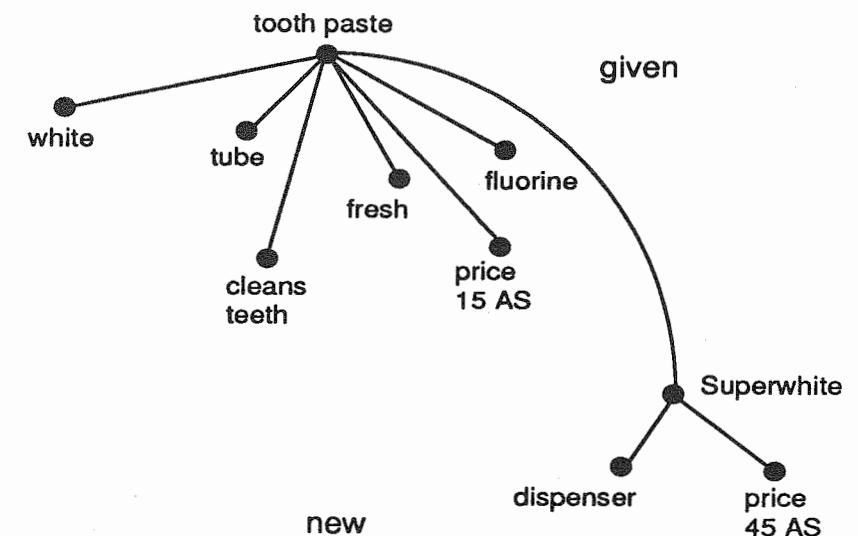 tooth paste
given
white
tube
fluorine
fresh
cleans
teeth
price
15 AS
Superwhite
dispenser
price
45 AS
new